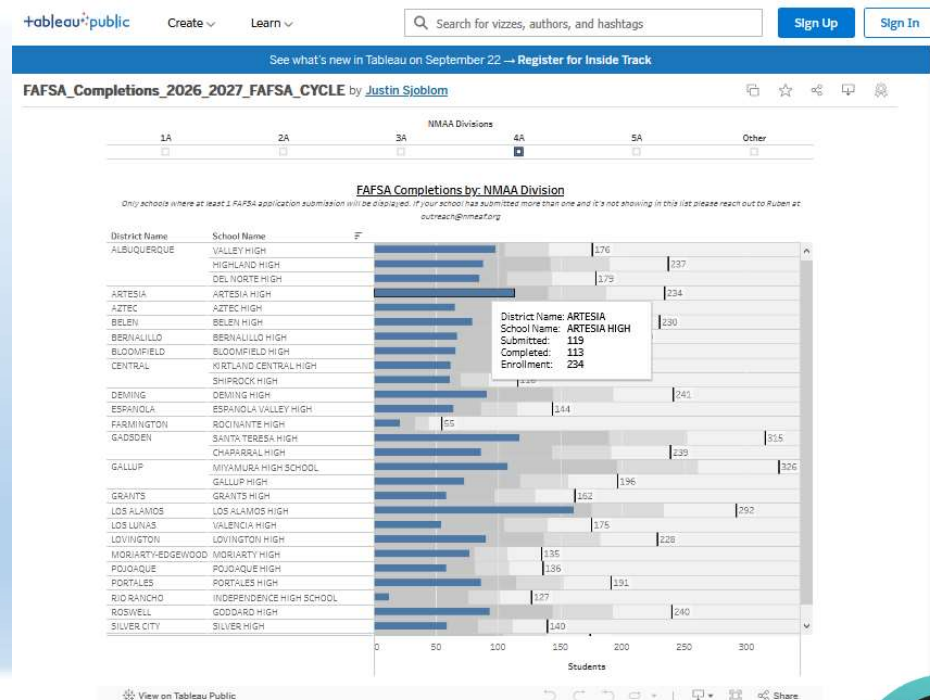 +ableau public Create Learn Search for vizzes, authors, and hashtags Sign Up Sign In
See what's new in Tableau on September 22 → Register for Inside Track
FAFSA_Completions_2026_2027_FAFSA_CYCLE by Justin Sjoblom
NMAA Divisions
1A 2A 3A 4A 5A Other
FAFSA Completions by: NMAA Division
Only schools where at least 1 FAFSA application submission will be displayed. If your school has submitted more than one and it's not showing in this list please reach out to Ruben at
outreach@nmeaf.org
District Name School Name
ALBUQUERQUE VALLEY HIGH 176
HIGHLAND HIGH 237
DEL NORTE HIGH 179
ARTESIA ARTESIA HIGH 234
AZTEC AZTEC HIGH
BELEN BELEN HIGH 230
BERNALILLO BERNALILLO HIGH
BLOOMFIELD BLOOMFIELD HIGH
CENTRAL KIRTLAND CENTRAL HIGH
SHIPROCK HIGH
District Name: ARTESIA
School Name: ARTESIA HIGH
Submitted: 119
Completed: 113
Enrollment: 234
DEMING DEMING HIGH 241
ESPANOLA ESPANOLA VALLEY HIGH 144
FARMINGTON ROCINANTE HIGH 55
GADSDEN SANTA TERESA HIGH 315
CHAPARRAL HIGH 239
GALLUP MIYAMURA HIGH SCHOOL 326
GALLUP HIGH 196
GRANTS GRANTS HIGH 162
LOS ALAMOS LOS ALAMOS HIGH 292
LOS LUNAS VALENCIA HIGH 175
LOVINGTON LOVINGTON HIGH 228
MORIARTY-EDGEWOOD MORIARTY HIGH 135
POJOAQUE POJOAQUE HIGH 136
PORTALES PORTALES HIGH 191
RIO RANCHO INDEPENDENCE HIGH SCHOOL 127
ROSWELL GODDARD HIGH 240
SILVER CITY SILVER HIGH 140
0 50 100 150 200 250 300
Students
View on Tableau Public Share